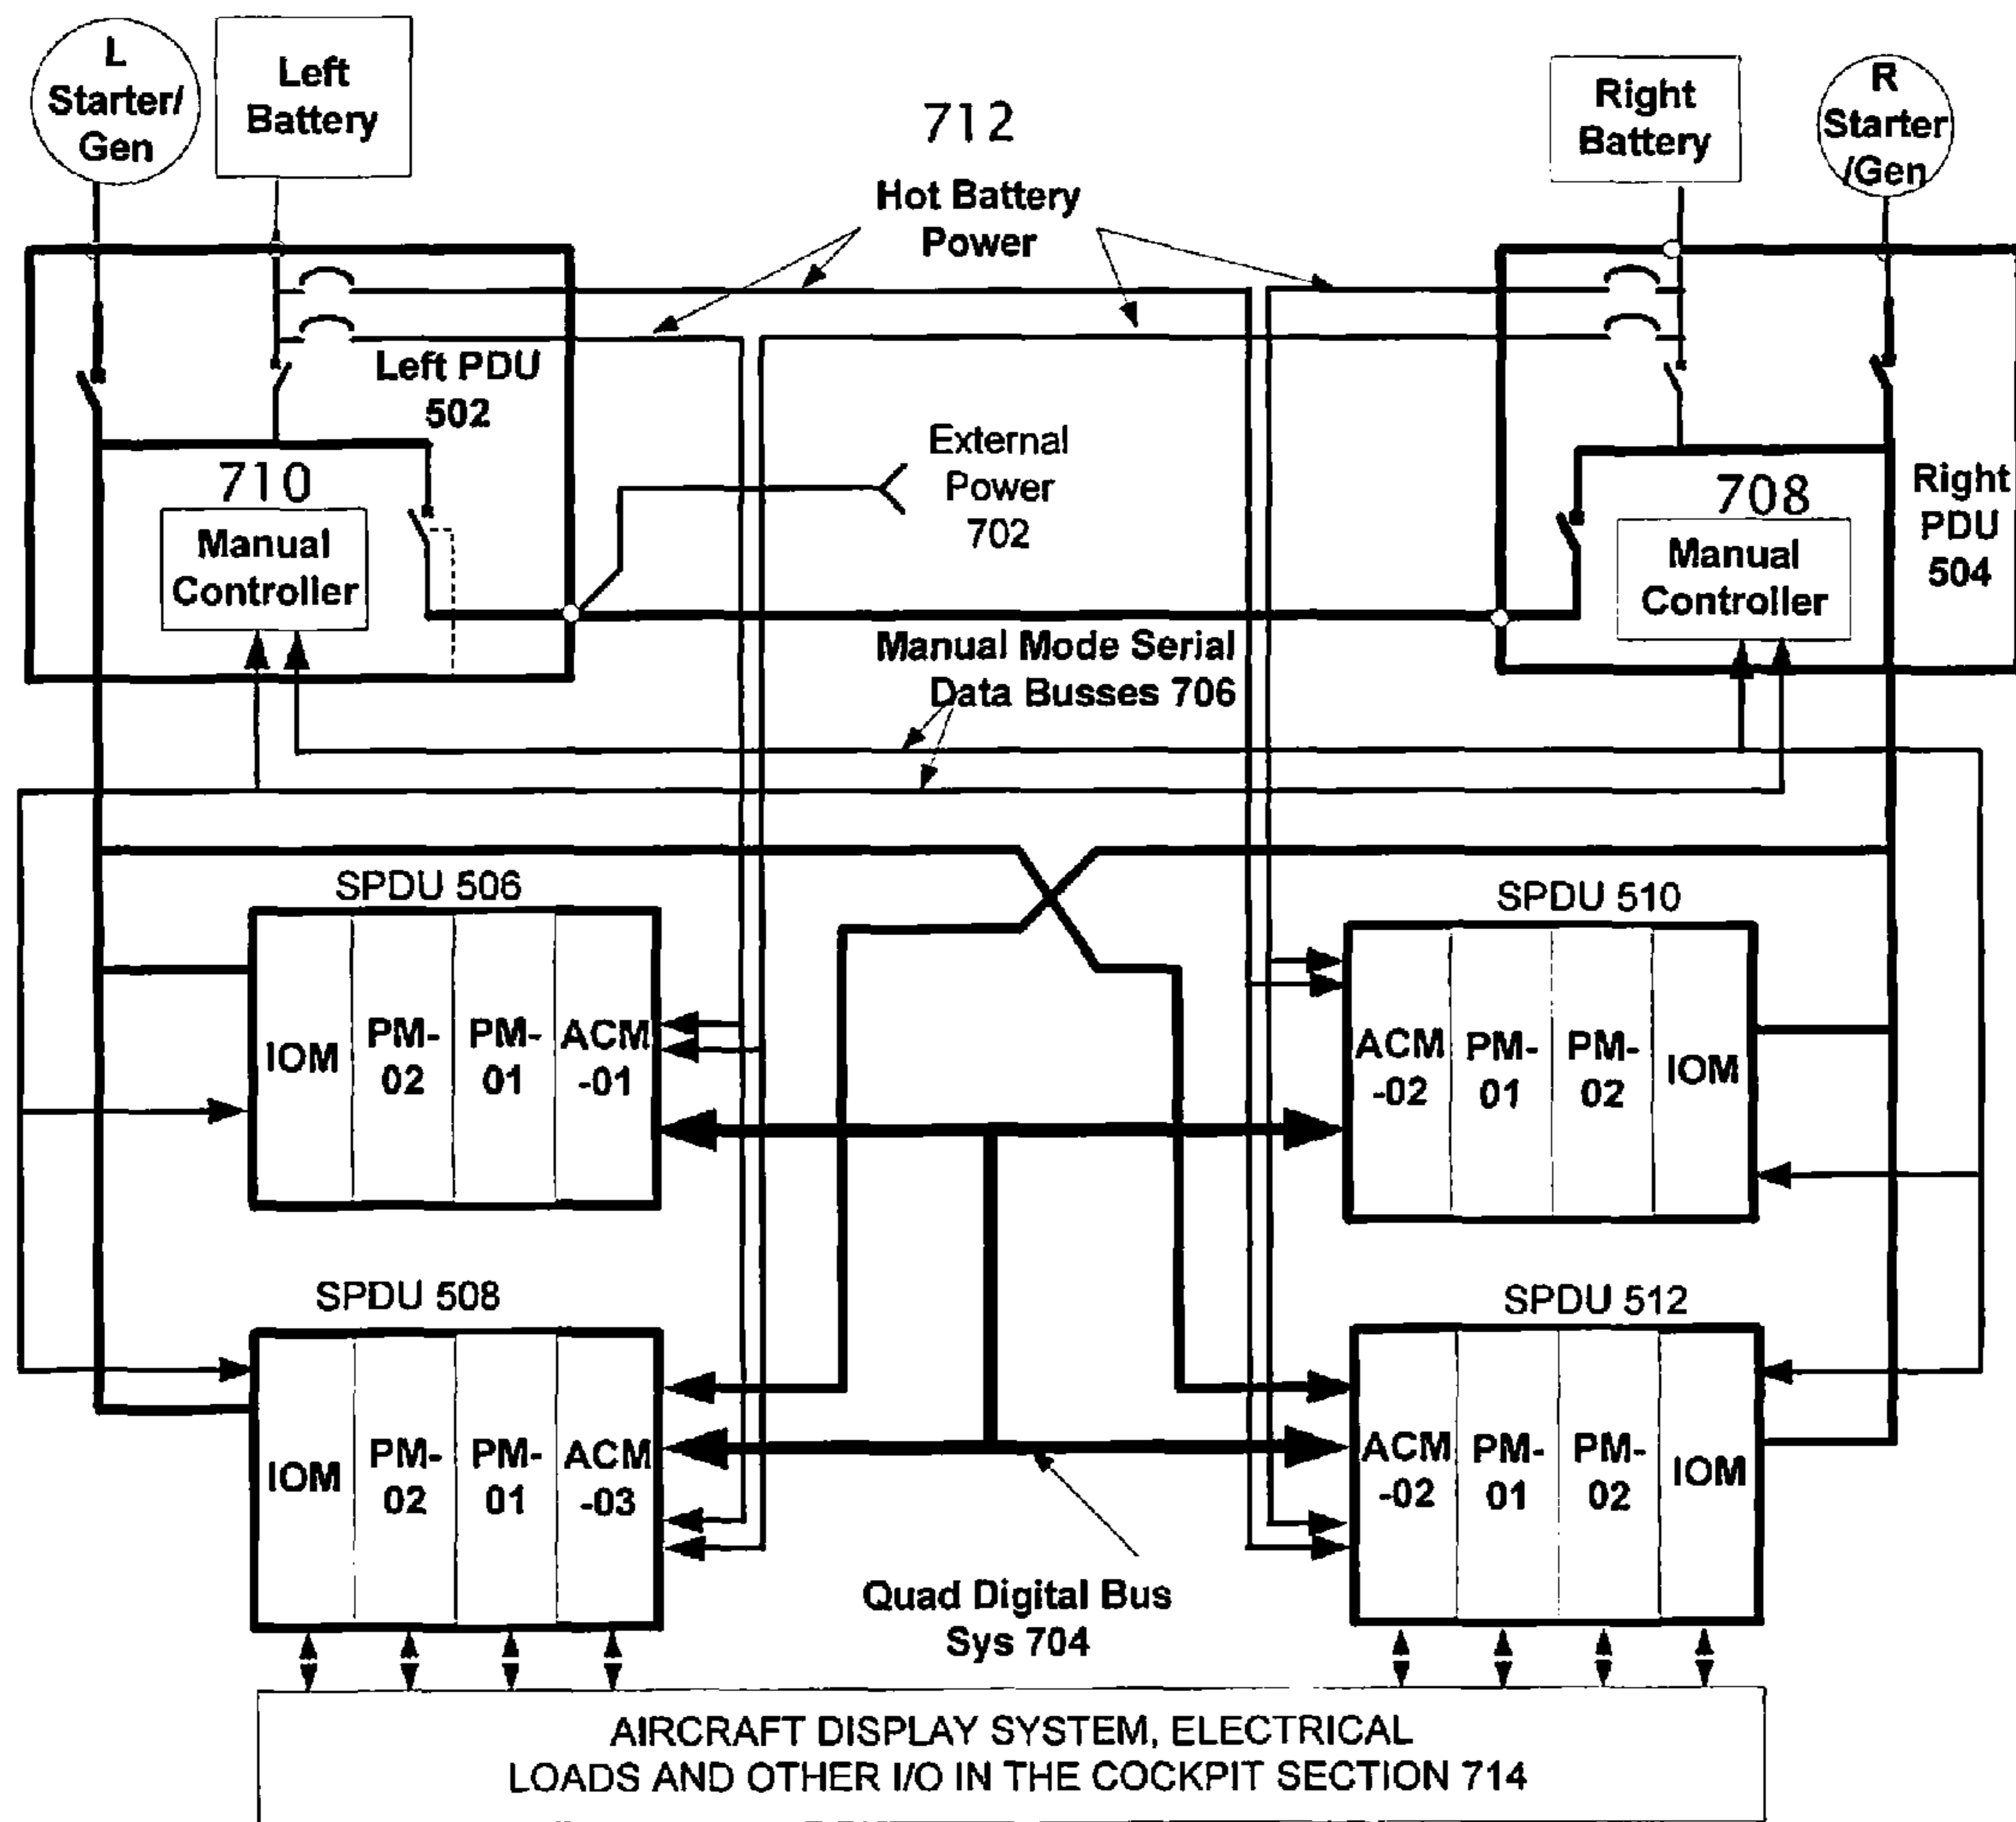 L
Starter/
Gen
Left
Battery
712
Hot Battery
Power
Right
Battery
R
Starter
/Gen
Left PDU
502
External
Power
702
710
Manual
Controller
708
Manual
Controller
Right
PDU
504
Manual Mode Serial
Data Busses 706
SPDU 506
IOM
PM-
02
PM-
01
ACM
-01
SPDU 510
ACM
-02
PM-
01
PM-
02
IOM
SPDU 508
IOM
PM-
02
PM-
01
ACM
-03
SPDU 512
ACM
-02
PM-
01
PM-
02
IOM
Quad Digital Bus
Sys 704
AIRCRAFT DISPLAY SYSTEM, ELECTRICAL
LOADS AND OTHER I/O IN THE COCKPIT SECTION 714